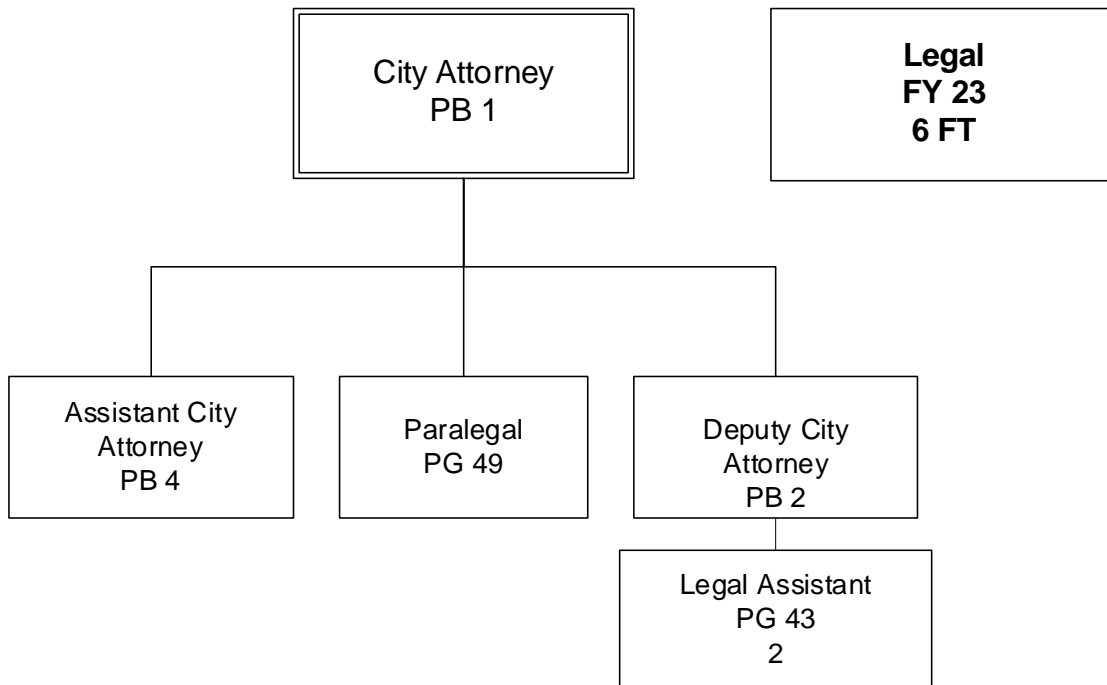 City Attorney
PB 1
Legal
FY 23
6 FT
Assistant City
Attorney
PB 4
Paralegal
PG 49
Deputy City
Attorney
PB 2
Legal Assistant
PG 43
2